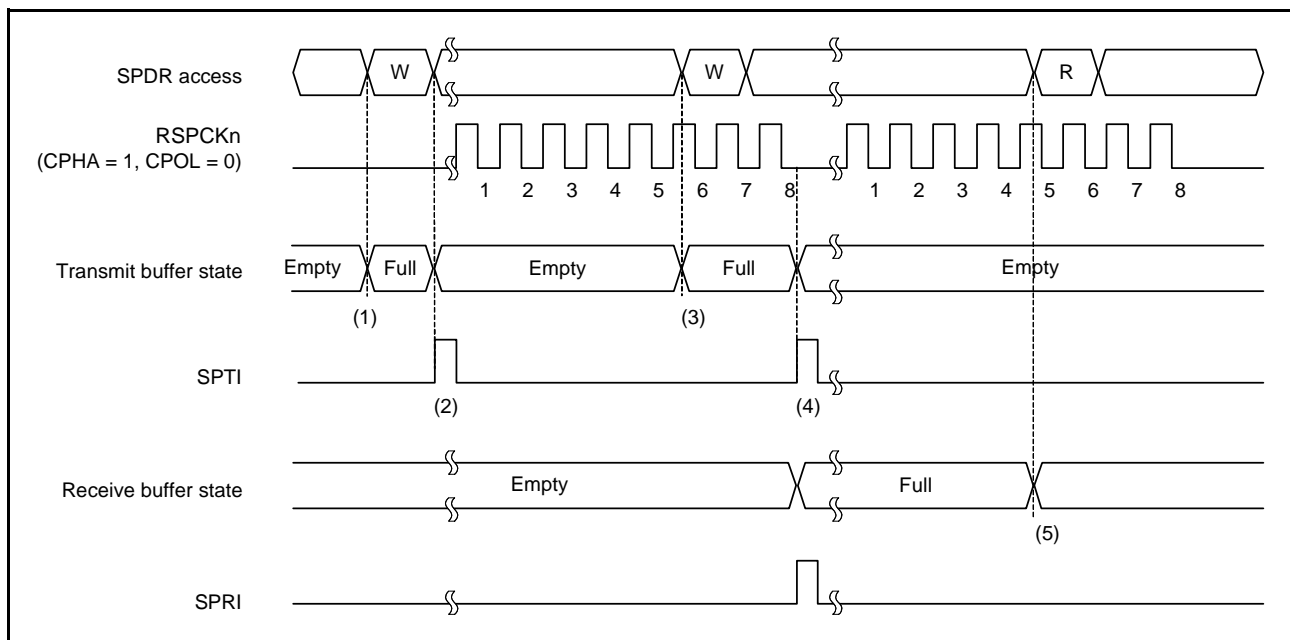 SPDR access
W
W
R
RSPCKn
(CPHA = 1, CPOL = 0)
1 2 3 4 5 6 7 8 1 2 3 4 5 6 7 8
Transmit buffer state
Empty Full Empty Full Empty
(1) (3)
SPTI
(2) (4)
Receive buffer state
Empty Full
(5)
SPRI